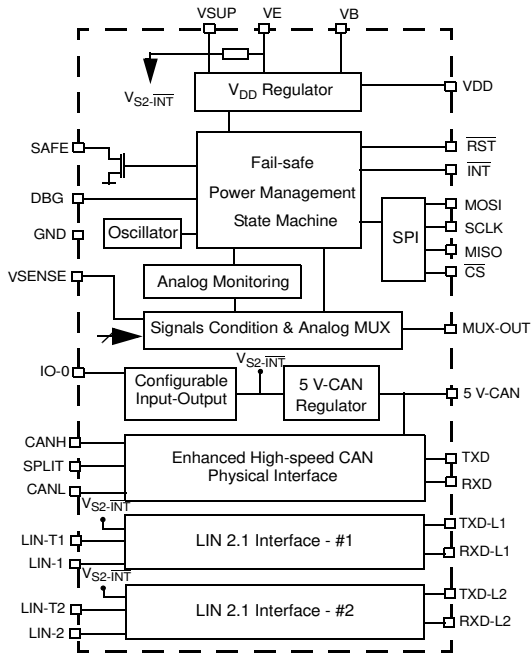 VSUP VE VB
VS2-INT
VDD Regulator
VDD
SAFE
Fail-safe
Power Management
State Machine
RST
INT
DBG
GND
Oscillator
SPI
MOSI
SCLK
MISO
CS
VSENSE
Analog Monitoring
Signals Condition & Analog MUX
MUX-OUT
VS2-INT
IO-0
Configurable
Input-Output
5 V-CAN
Regulator
5 V-CAN
CANH
SPLIT
CANL
Enhanced High-speed CAN
Physical Interface
TXD
RXD
VS2-INT
LIN-T1
LIN-1
LIN 2.1 Interface - #1
TXD-L1
RXD-L1
VS2-INT
LIN-T2
LIN-2
LIN 2.1 Interface - #2
TXD-L2
RXD-L2